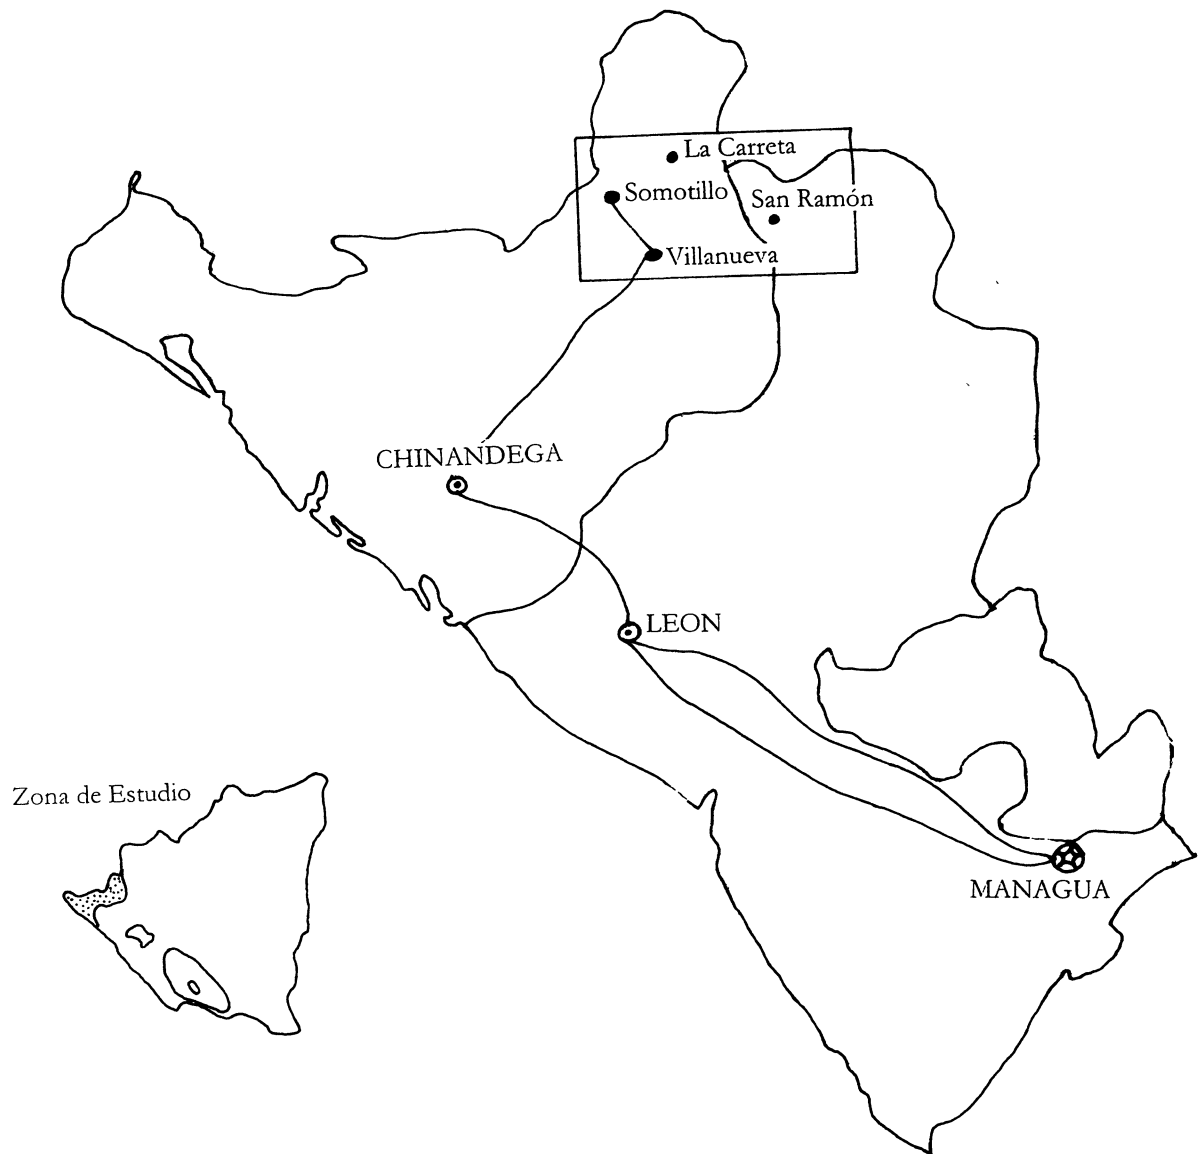 La Carreta
Somotillo
San Ramón
Villanueva
CHINANDEGA
LEON
Zona de Estudio
MANAGUA